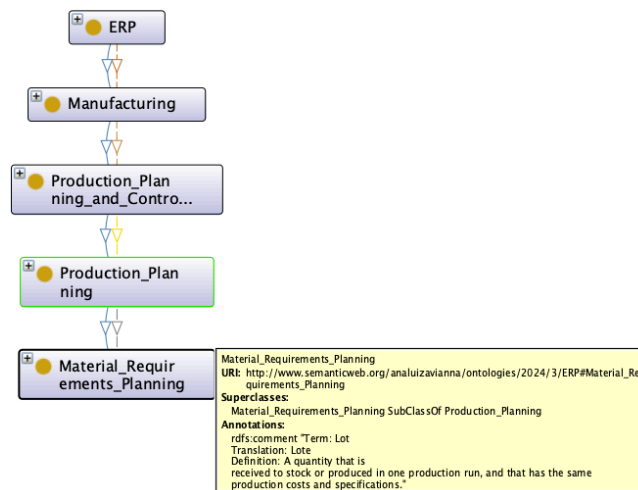 ERP
Manufacturing
Production_Plan
ning_and_Contro...
Production_Plan
ning
Material_Requir
ements_Planning
Material_Requirements_Planning
URI: http://www.semanticweb.org/analuizavianna/ontologies/2024/3/ERP#Material_Re
quirements_Planning
Superclasses:
Material_Requirements_Planning SubClassOf Production_Planning
Annotations:
rdfs:comment "Term: Lot
Translation: Lote
Definition: A quantity that is
received to stock or produced in one production run, and that has the same
production costs and specifications."